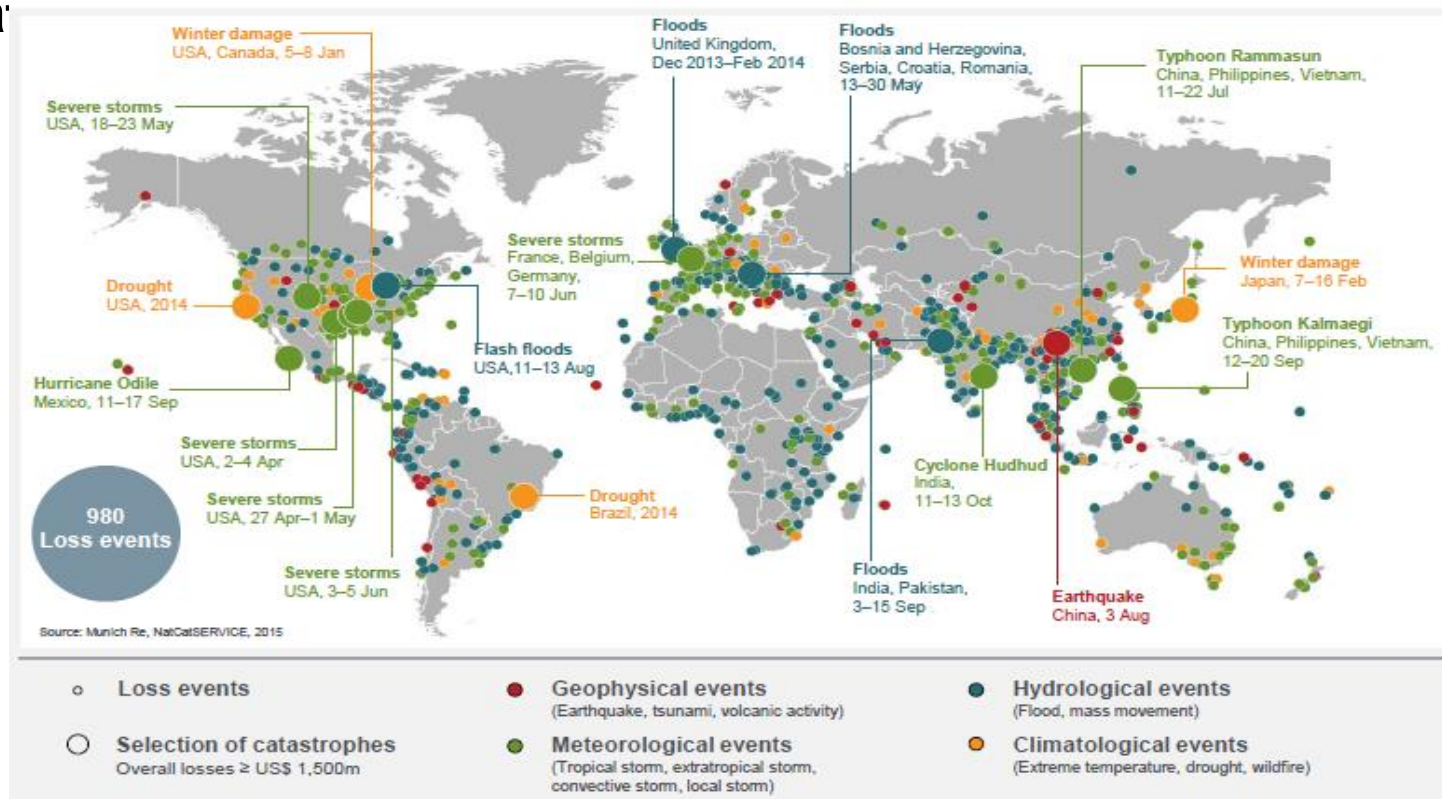 Winter damage
USA, Canada, 5–8 Jan
Floods
United Kingdom,
Dec 2013–Feb 2014
Floods
Bosnia and Herzegovina,
Serbia, Croatia, Romania,
13–30 May
Typhoon Rammasun
China, Philippines, Vietnam,
11–22 Jul
Severe storms
USA, 18–23 May
Severe storms
France, Belgium,
Germany,
7–10 Jun
Winter damage
Japan, 7–16 Feb
Drought
USA, 2014
Typhoon Kalmaegi
China, Philippines, Vietnam,
12–20 Sep
Flash floods
USA,11–13 Aug
Hurricane Odile
Mexico, 11–17 Sep
Severe storms
USA, 2–4 Apr
Cyclone Hudhud
India,
11–13 Oct
Severe storms
USA, 27 Apr–1 May
Drought
Brazil, 2014
980
Loss events
Severe storms
USA, 3–5 Jun
Floods
India, Pakistan,
3–15 Sep
Earthquake
China, 3 Aug
Source: Munich Re, NatCatSERVICE, 2015
Loss events
Selection of catastrophes
Overall losses ≥ US$ 1,500m
Geophysical events
(Earthquake, tsunami, volcanic activity)
Meteorological events
(Tropical storm, extratropical storm,
convective storm, local storm)
Hydrological events
(Flood, mass movement)
Climatological events
(Extreme temperature, drought, wildfire)